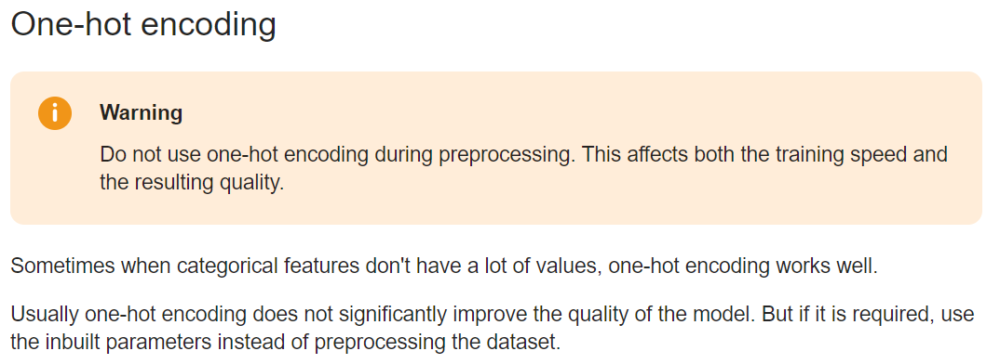 One-hot encoding
Warning
Do not use one-hot encoding during preprocessing. This affects both the training speed and
the resulting quality.
Sometimes when categorical features don't have a lot of values, one-hot encoding works well.
Usually one-hot encoding does not significantly improve the quality of the model. But if it is required, use
the inbuilt parameters instead of preprocessing the dataset.